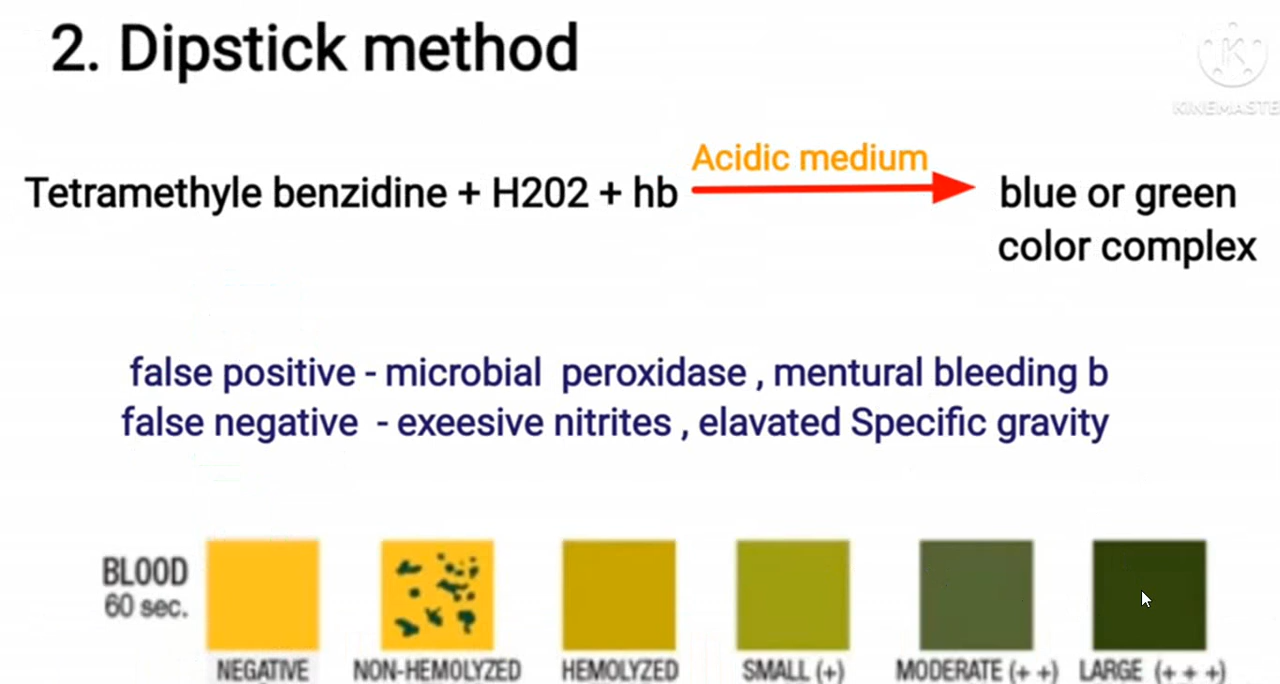 2. Dipstick method
KINEMASTE
Acidic medium
Tetramethyle benzidine + H202 + hb
blue or green
color complex
false positive - microbial peroxidase , mentural bleeding b
false negative - exeesive nitrites , elavated Specific gravity
BLOOD
60 sec.
NEGATIVE
NON-HEMOLYZED
HEMOLYZED
SMALL (+)
MODERATE (+ +)
LARGE (+ + +)